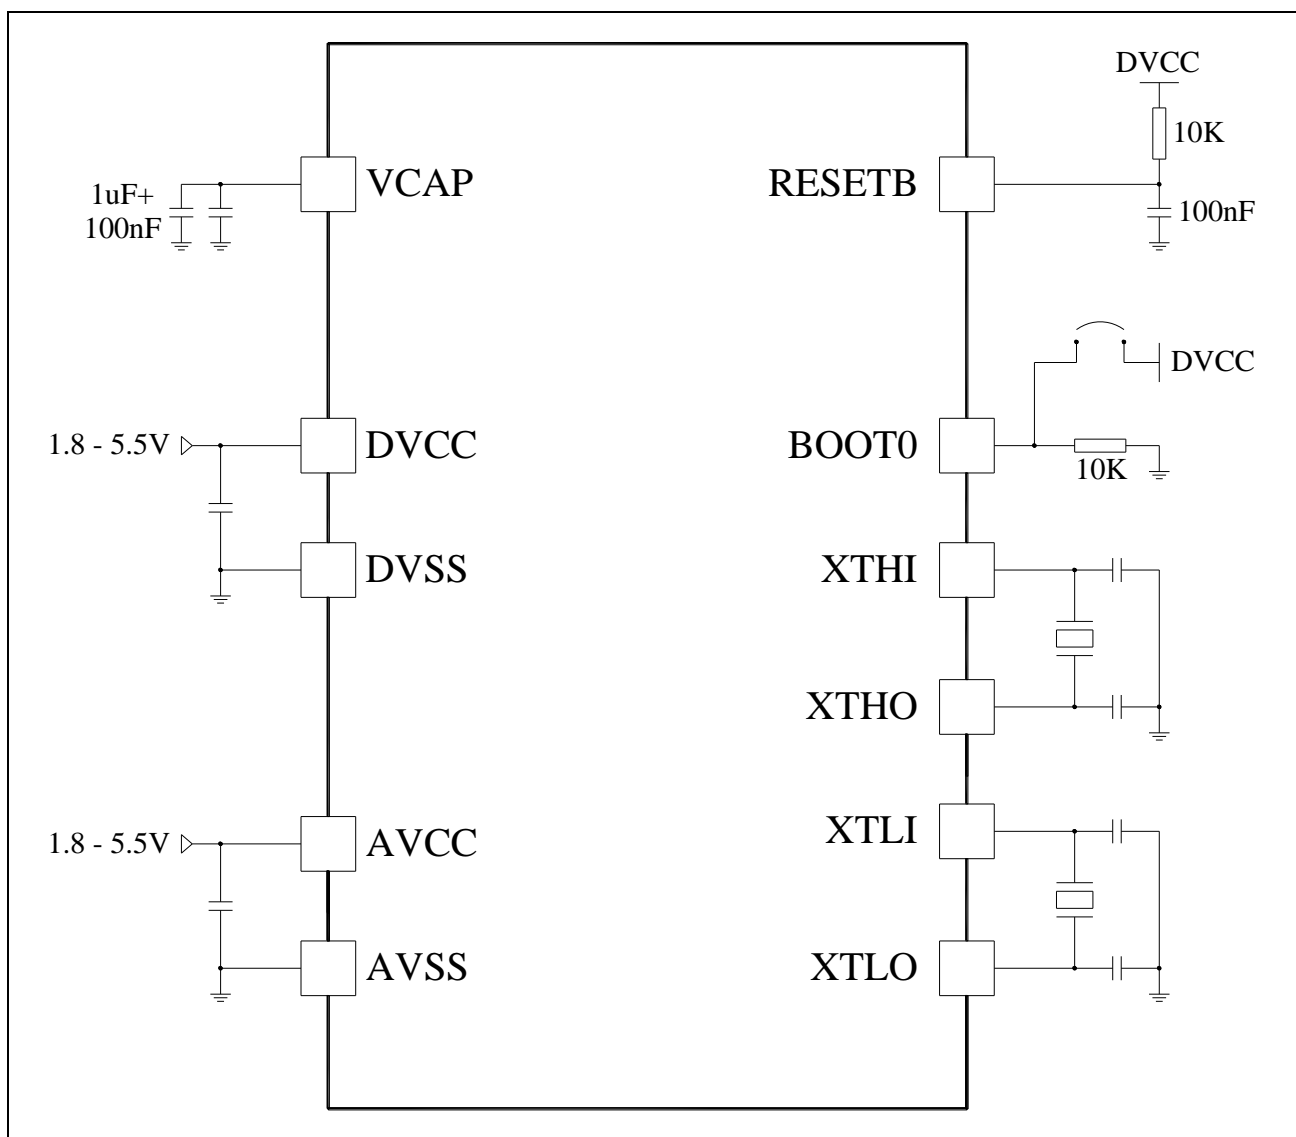 DVCC
10K
1uF+
100nF
VCAP
RESETB
100nF
DVCC
1.8 - 5.5V
DVCC
BOOT0
10K
DVSS
XTHI
XTHO
1.8 - 5.5V
AVCC
XTLI
AVSS
XTLO